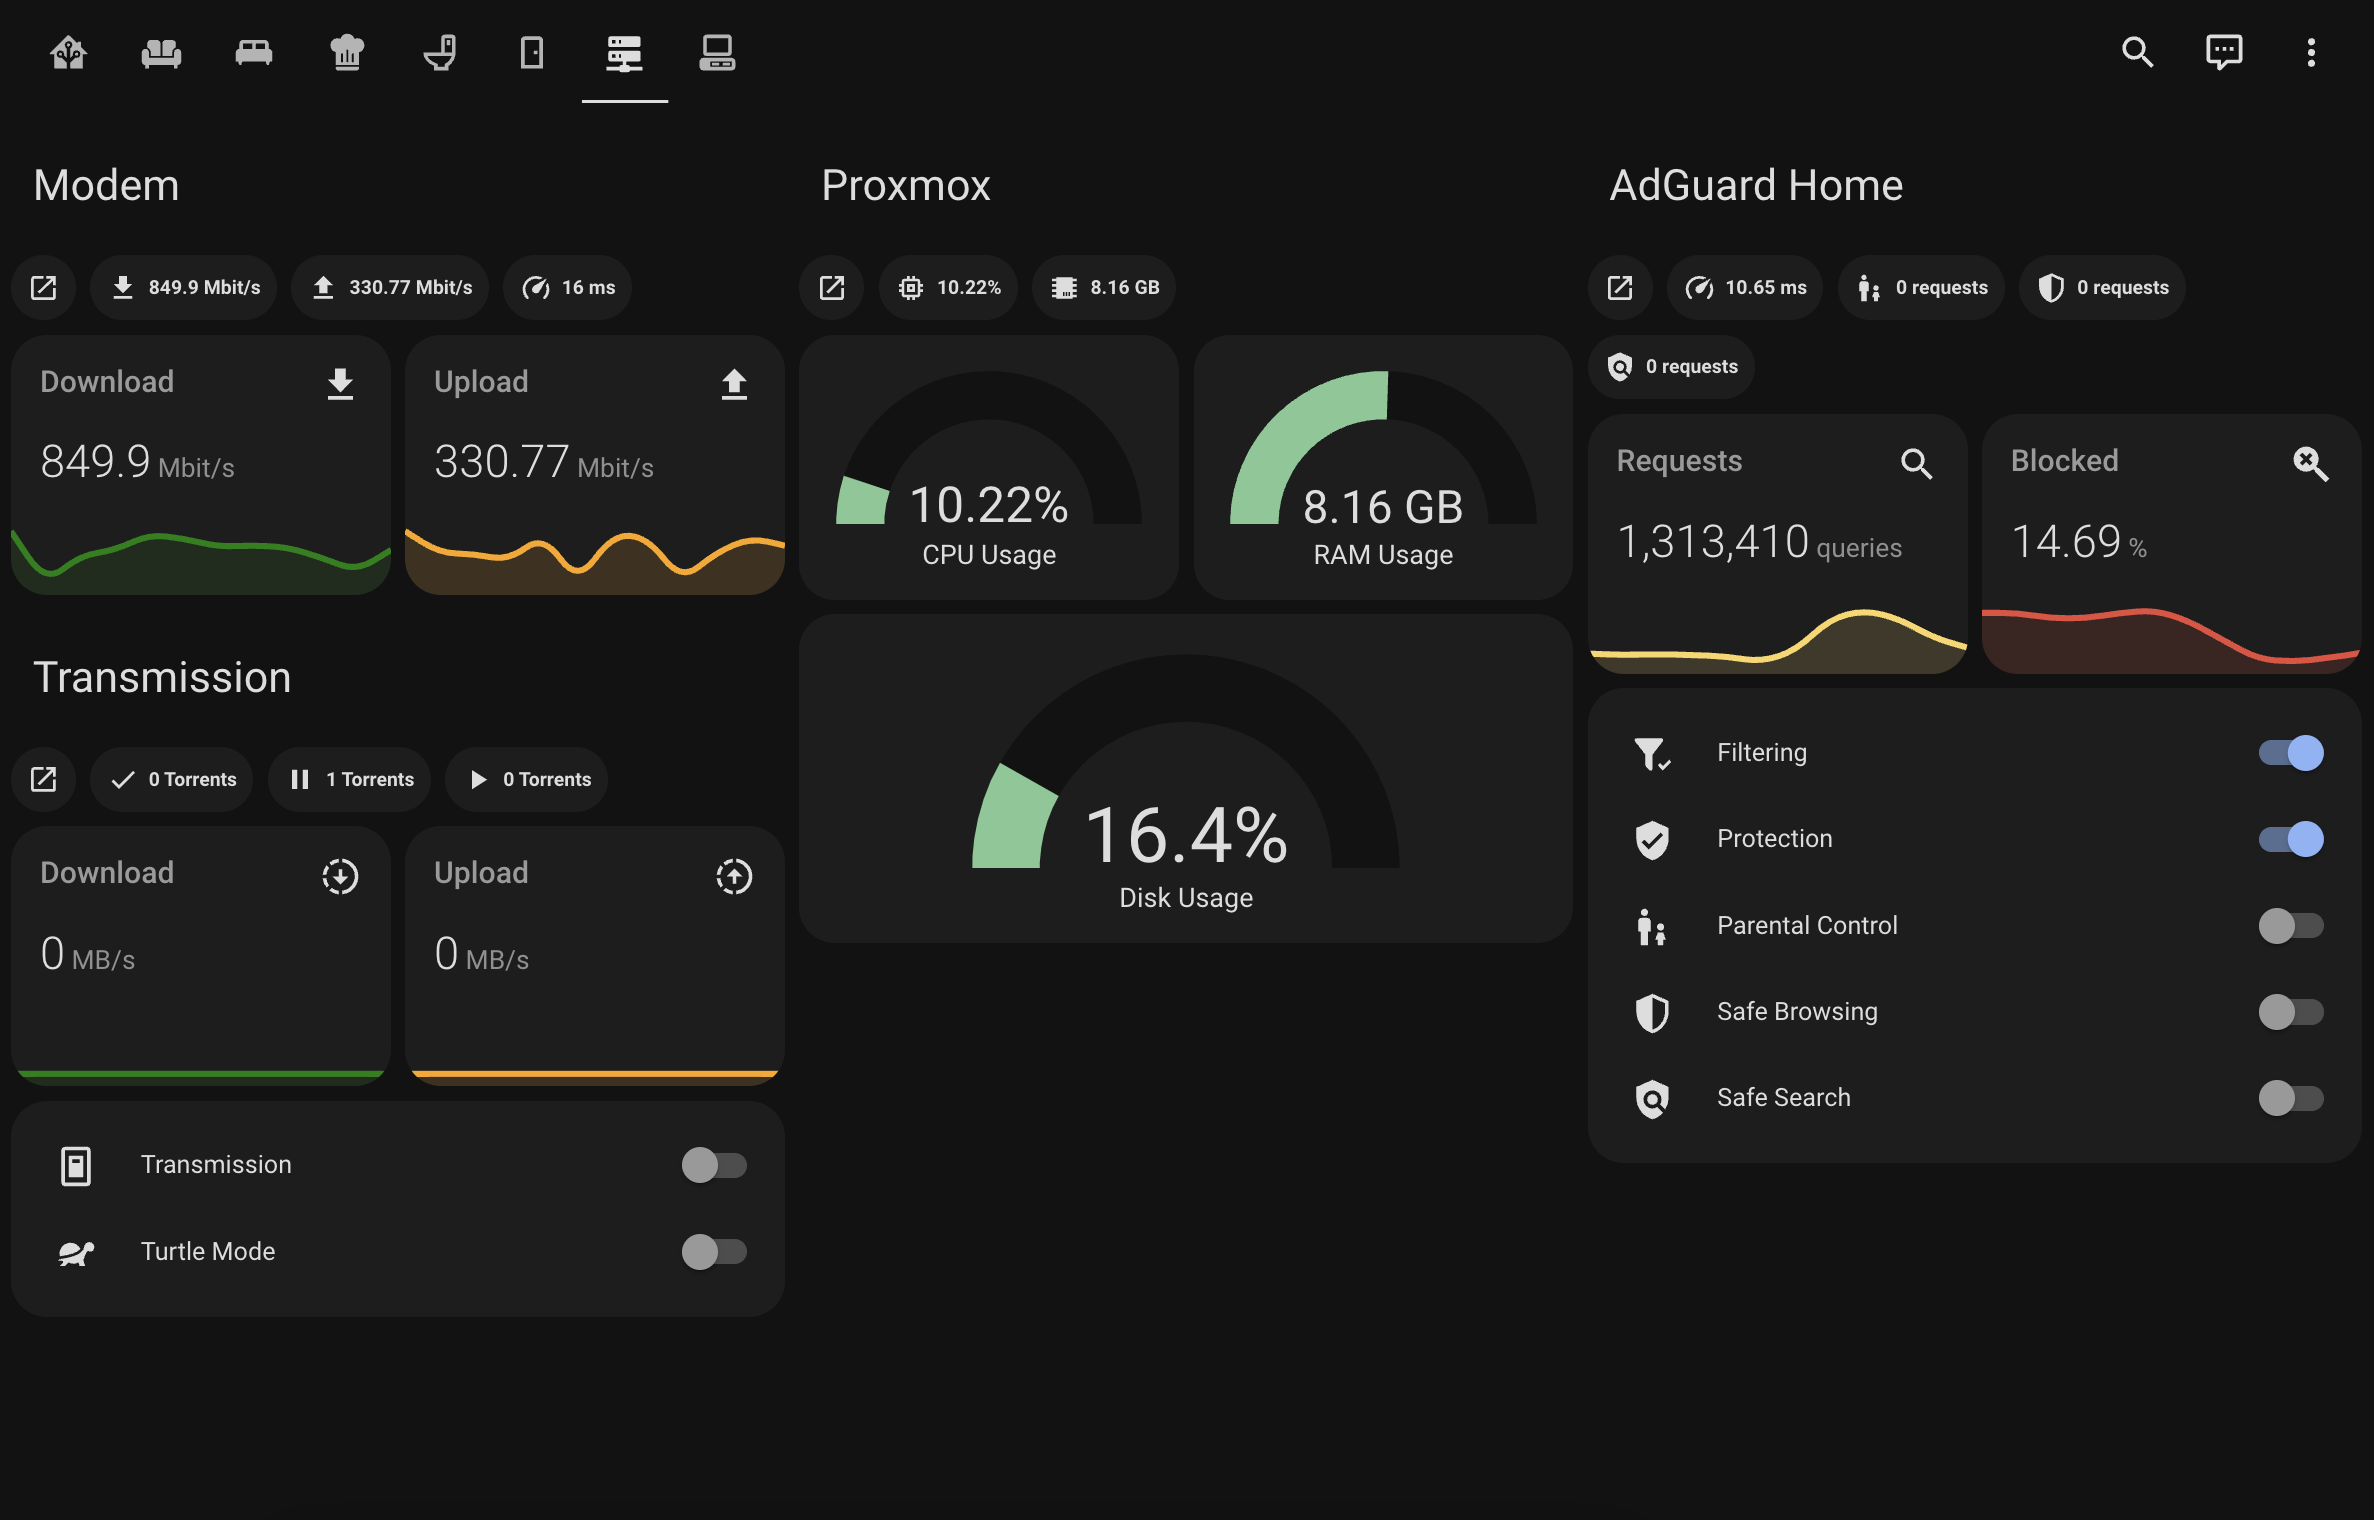 Modem
849.9 Mbit/s
330.77 Mbit/s
16 ms
Download
849.9 Mbit/s
Upload
330.77 Mbit/s
Transmission
0 Torrents
1 Torrents
0 Torrents
Download
0 MB/s
Upload
0 MB/s
Transmission
Turtle Mode
Proxmox
10.22%
8.16 GB
10.22%
CPU Usage
8.16 GB
RAM Usage
16.4%
Disk Usage
AdGuard Home
10.65 ms
0 requests
0 requests
0 requests
Requests
1,313,410 queries
Blocked
14.69 %
Filtering
Protection
Parental Control
Safe Browsing
Safe Search